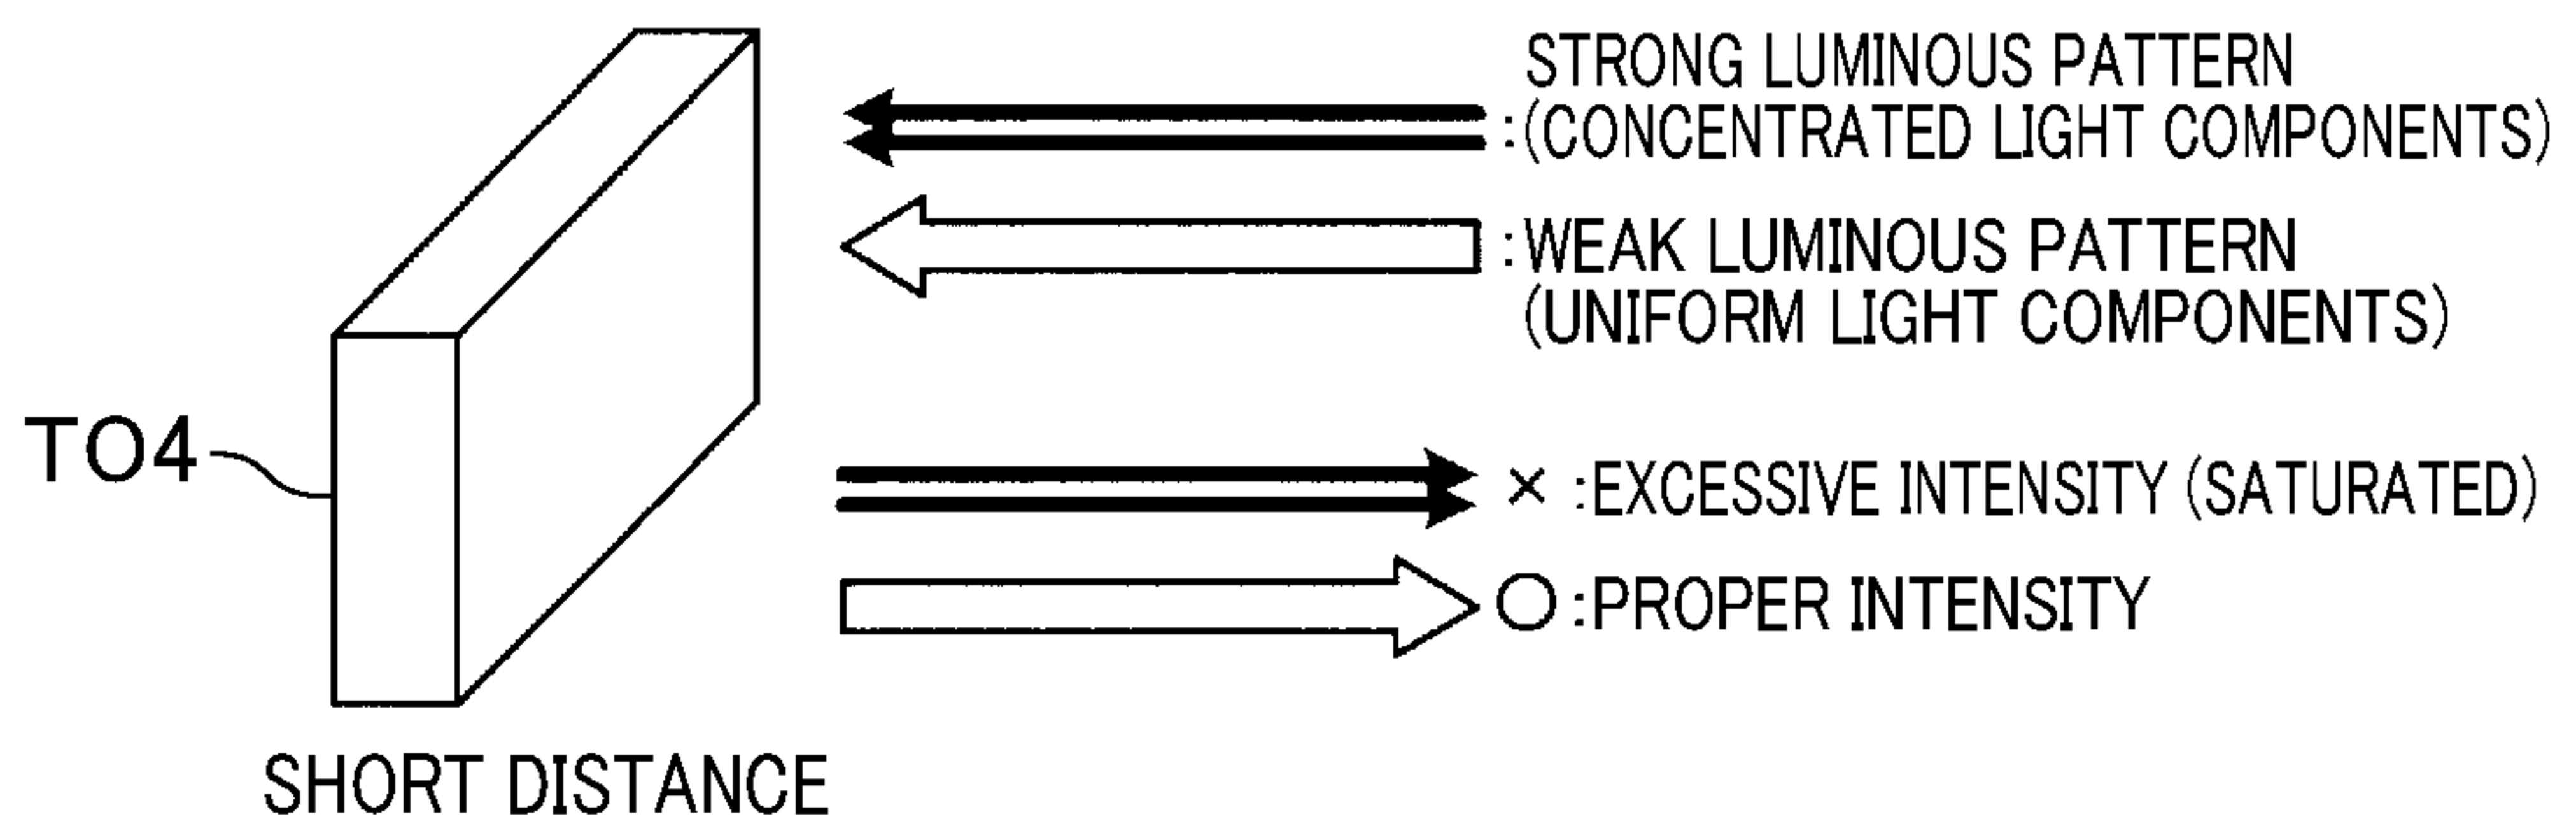 STRONG LUMINOUS PATTERN
:(CONCENTRATED LIGHT COMPONENTS)
:WEAK LUMINOUS PATTERN
(UNIFORM LIGHT COMPONENTS)
TO4
× :EXCESSIVE INTENSITY (SATURATED)
○ :PROPER INTENSITY
SHORT DISTANCE